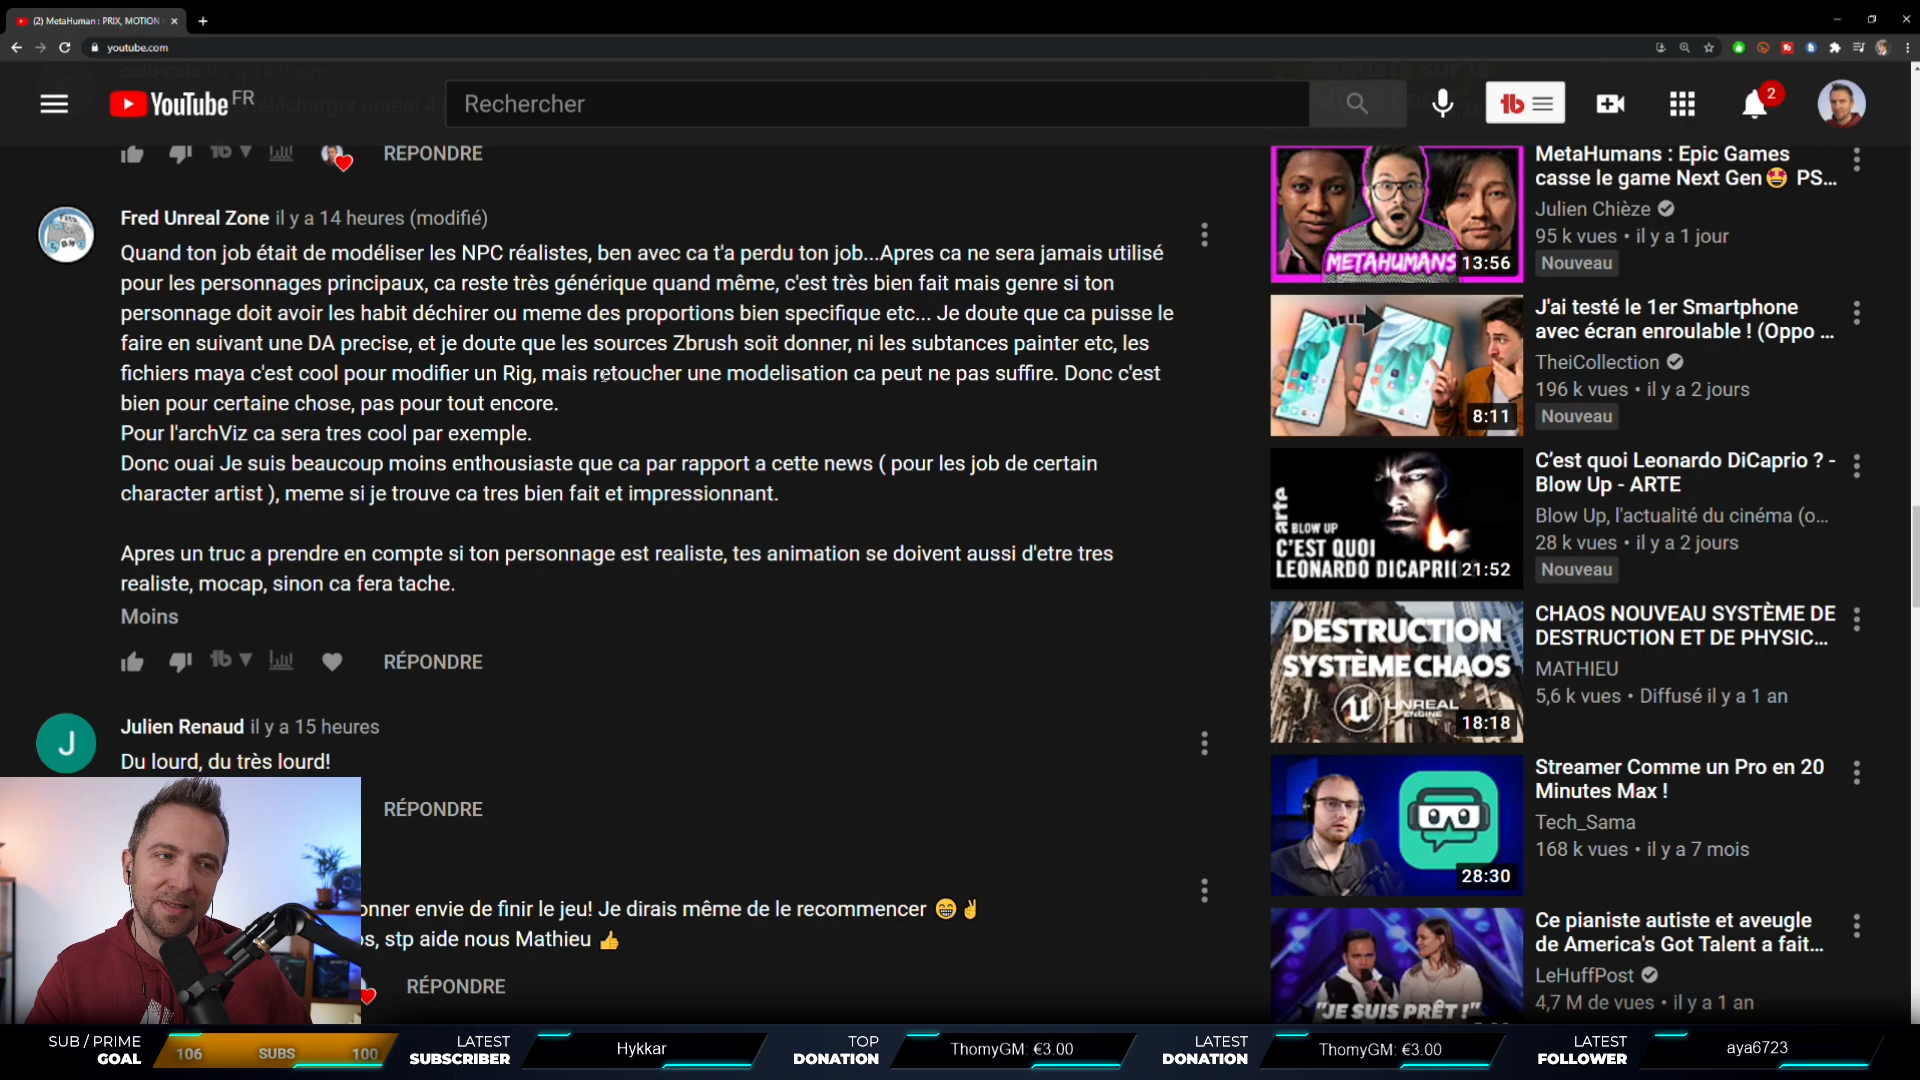 (2) MetaHuman : PRIX, MOTION
youtube.com
YouTube FR
Rechercher
2
RÉPONDRE
Fred Unreal Zone il y a 14 heures (modifié)
Quand ton job était de modéliser les NPC réalistes, ben avec ca t'a perdu ton job...Apres ca ne sera jamais utilisé
pour les personnages principaux, ca reste très générique quand même, c'est très bien fait mais genre si ton
personnage doit avoir les habit déchirer ou meme des proportions bien specifique etc... Je doute que ca puisse le
faire en suivant une DA precise, et je doute que les sources Zbrush soit donner, ni les subtances painter etc, les
fichiers maya c'est cool pour modifier un Rig, mais retoucher une modelisation ca peut ne pas suffire. Donc c'est
bien pour certaine chose, pas pour tout encore.
Pour l'archViz ca sera tres cool par exemple.
Donc ouai Je suis beaucoup moins enthousiaste que ca par rapport a cette news ( pour les job de certain
character artist ), meme si je trouve ca tres bien fait et impressionnant.
Apres un truc a prendre en compte si ton personnage est realiste, tes animation se doivent aussi d'etre tres
realiste, mocap, sinon ca fera tache.
Moins
RÉPONDRE
J
Julien Renaud il y a 15 heures
Du lourd, du très lourd!
RÉPONDRE
onner envie de finir le jeu! Je dirais même de le recommencer 😁✌
os, stp aide nous Mathieu 👍
RÉPONDRE
METAHUMANS 13:56
MetaHumans : Epic Games
casse le game Next Gen🤩 PS...
Julien Chièze
95 k vues • il y a 1 jour
Nouveau
8:11
J'ai testé le 1er Smartphone
avec écran enroulable ! (Oppo ...
TheiCollection
196 k vues • il y a 2 jours
Nouveau
arte
BLOW UP
C'EST QUOI
LEONARDO DICAPRI
21:52
C'est quoi Leonardo DiCaprio ? -
Blow Up - ARTE
Blow Up, l'actualité du cinéma (o...
28 k vues • il y a 2 jours
Nouveau
DESTRUCTION
SYSTÈME CHAOS
UNREAL
ENGINE
18:18
CHAOS NOUVEAU SYSTÈME DE
DESTRUCTION ET DE PHYSIC...
MATHIEU
5,6 k vues • Diffusé il y a 1 an
28:30
Streamer Comme un Pro en 20
Minutes Max !
Tech_Sama
168 k vues • il y a 7 mois
"JE SUIS PRÊT !"
Ce pianiste autiste et aveugle
de America's Got Talent a fait...
LeHuffPost
4,7 M de vues • il y a 1 an
SUB / PRIME
GOAL
106 SUBS 100
LATEST
SUBSCRIBER
Hykkar
TOP
DONATION
ThomyGM: €3.00
LATEST
DONATION
ThomyGM: €3.00
LATEST
FOLLOWER
aya6723